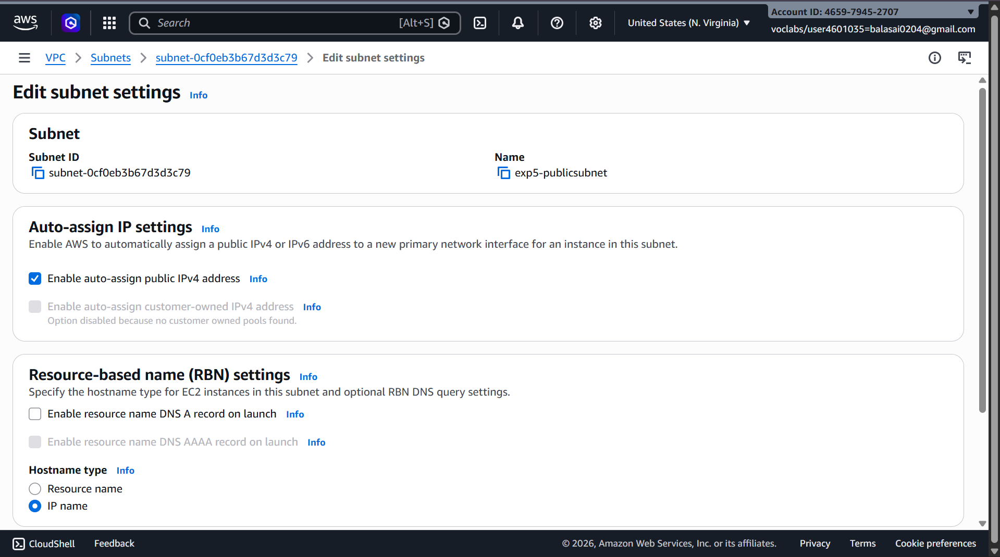 aws
Search [Alt+S]
United States (N. Virginia) ▼
Account ID: 4659-7945-2707
voclabs/user4601035=balasai0204@gmail.com
VPC > Subnets > subnet-0cf0eb3b67d3d3c79 > Edit subnet settings
Edit subnet settings Info
Subnet
Subnet ID
subnet-0cf0eb3b67d3d3c79
Name
exp5-publicsubnet
Auto-assign IP settings Info
Enable AWS to automatically assign a public IPv4 or IPv6 address to a new primary network interface for an instance in this subnet.
Enable auto-assign public IPv4 address Info
Enable auto-assign customer-owned IPv4 address Info
Option disabled because no customer owned pools found.
Resource-based name (RBN) settings Info
Specify the hostname type for EC2 instances in this subnet and optional RBN DNS query settings.
Enable resource name DNS A record on launch Info
Enable resource name DNS AAAA record on launch Info
Hostname type Info
Resource name
IP name
CloudShell Feedback © 2026, Amazon Web Services, Inc. or its affiliates. Privacy Terms Cookie preferences